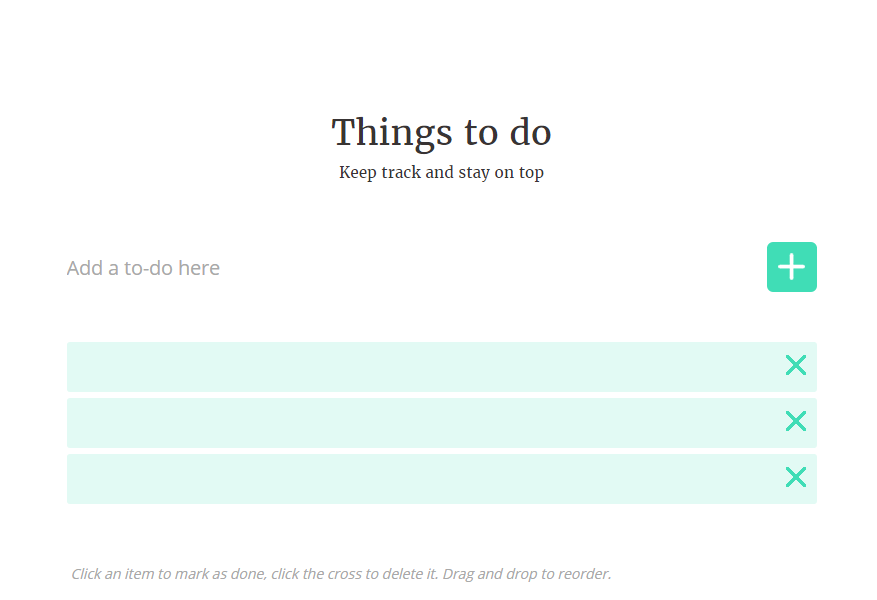 Things to do
Keep track and stay on top
Add a to-do here
Click an item to mark as done, click the cross to delete it. Drag and drop to reorder.